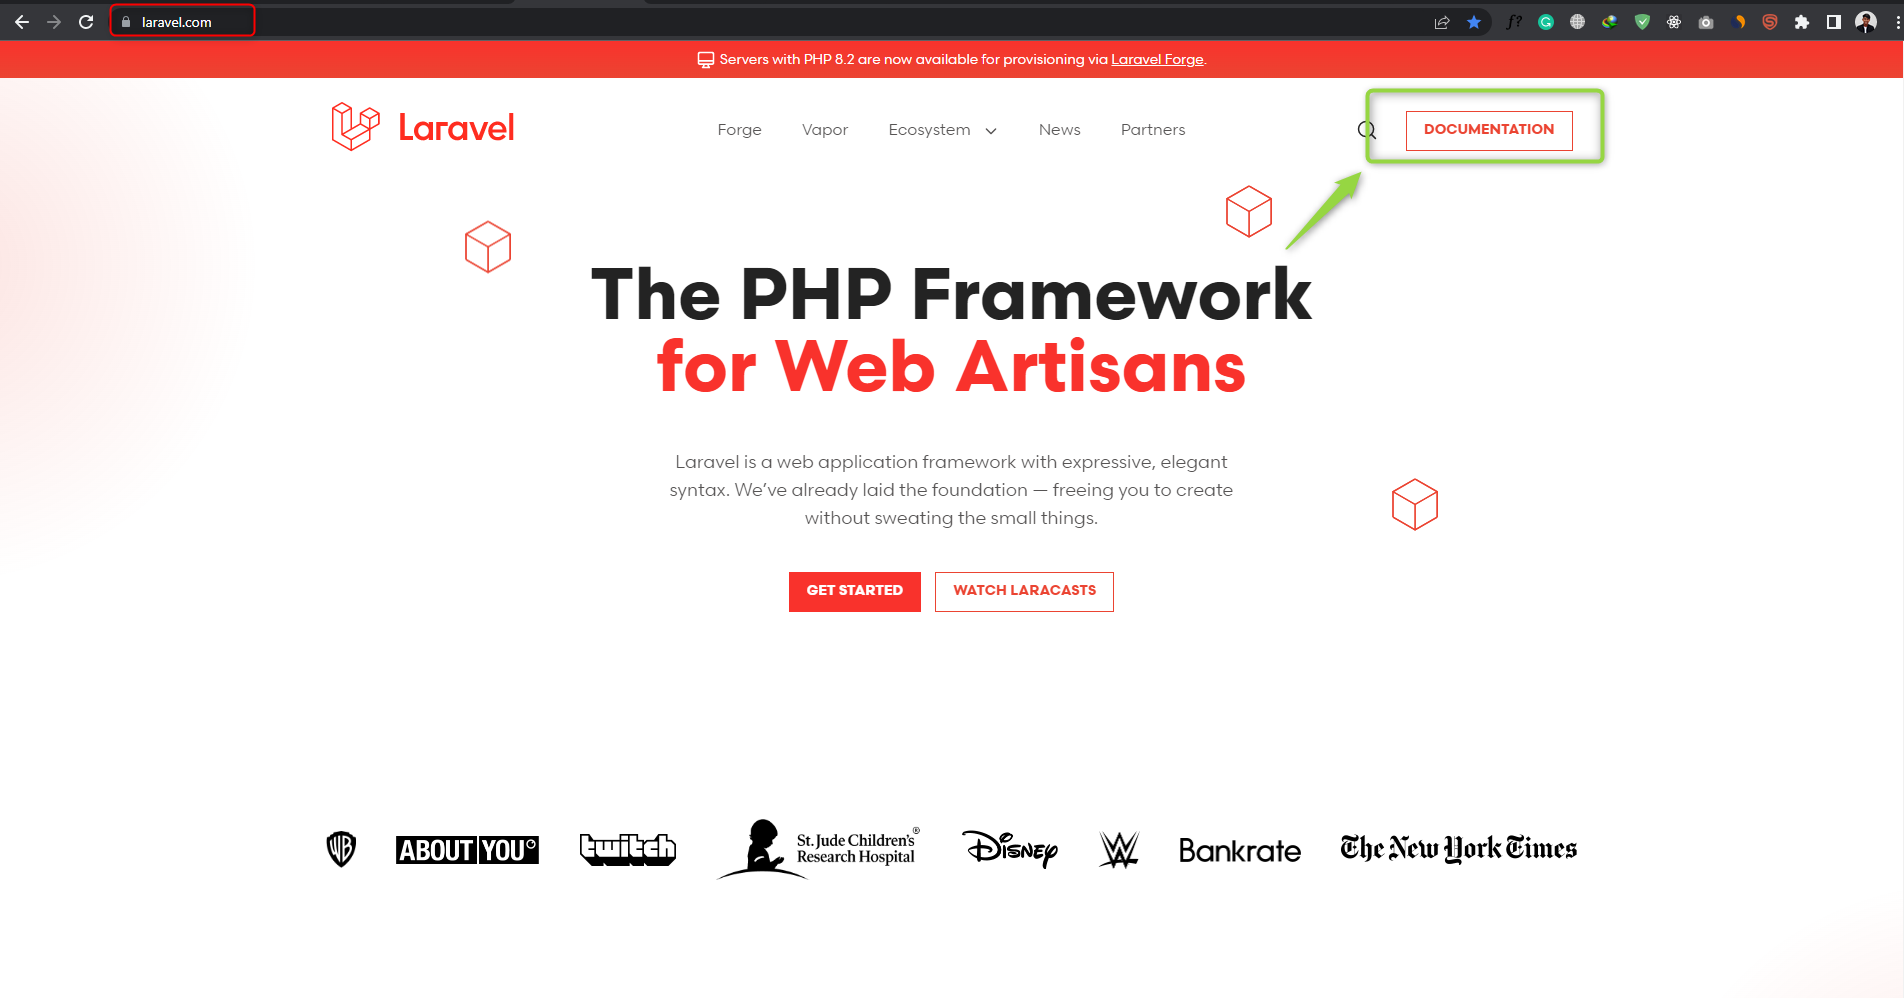 laravel.com
Servers with PHP 8.2 are now available for provisioning via Laravel Forge.
Laravel
Forge
Vapor
Ecosystem
News
Partners
DOCUMENTATION
The PHP Framework
for Web Artisans
Laravel is a web application framework with expressive, elegant
syntax. We’ve already laid the foundation — freeing you to create
without sweating the small things.
GET STARTED
WATCH LARACASTS
WB
ABOUT YOU°
twitch
St. Jude Children's®
Research Hospital
Disney
W
Bankrate
The New York Times
f?
G